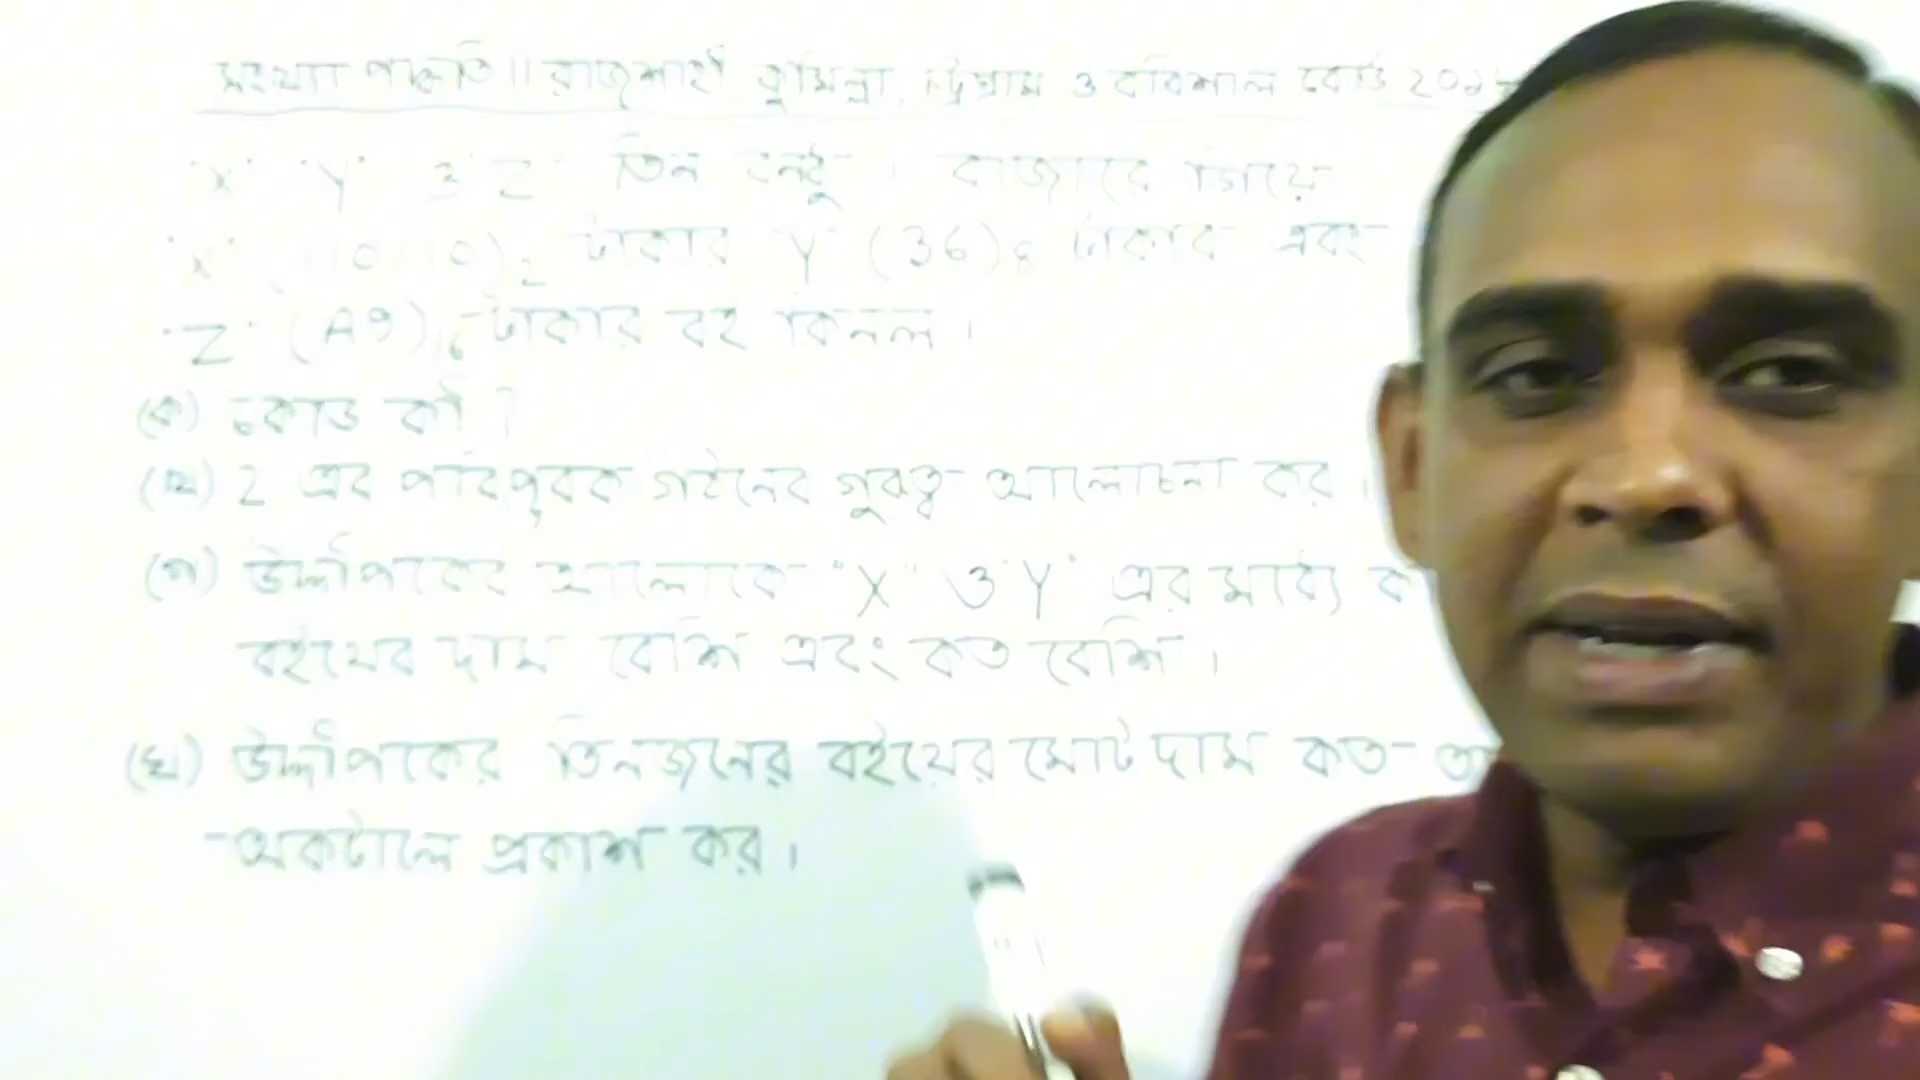 সংখ্যা পদ্ধতি ॥ রাজশাহী কুমিল্লা, চট্টগ্রাম ও বরিশাল বোর্ড
"X" "Y" ও "Z" তিন বন্ধু । বাজারে গিয়ে
"X" (110110)₂ টাকার "Y" (36)₈ টাকার এবং
"Z" (A9)₁₆ টাকার বই কিনল ।
(ক) কোড কী ?
(খ) 2 এর পরিপূরক গঠনের গুরুত্ব আলোচনা কর ।
(গ) উদ্দীপকের আলোকে "X" ও "Y" এর মধ্যে
বইয়ের দাম বেশি এবং কত বেশি ।
(ঘ) উদ্দীপকের তিনজনের বইয়ের মোট দাম কত
অকটালে প্রকাশ কর ।